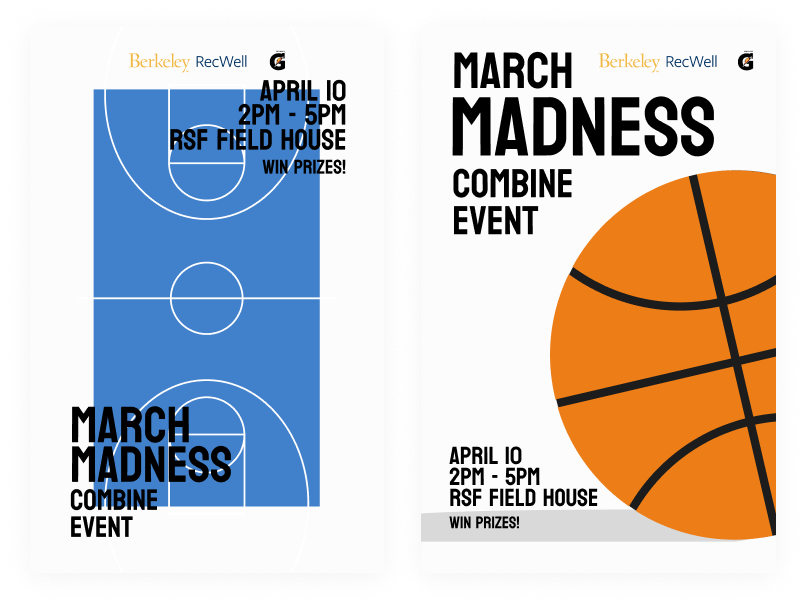 Berkeley RecWell G
APRIL 10
2PM - 5PM
RSF FIELD HOUSE
WIN PRIZES!
MARCH
MADNESS
COMBINE
EVENT
Berkeley RecWell G
MARCH
MADNESS
COMBINE
EVENT
APRIL 10
2PM - 5PM
RSF FIELD HOUSE
WIN PRIZES!